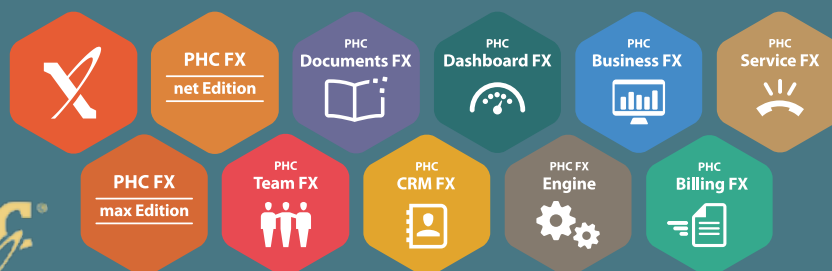 PHC FX
net Edition
PHC
Documents FX
PHC
Dashboard FX
PHC
Business FX
PHC
Service FX
PHC FX
max Edition
PHC
Team FX
PHC
CRM FX
PHC FX
Engine
PHC
Billing FX